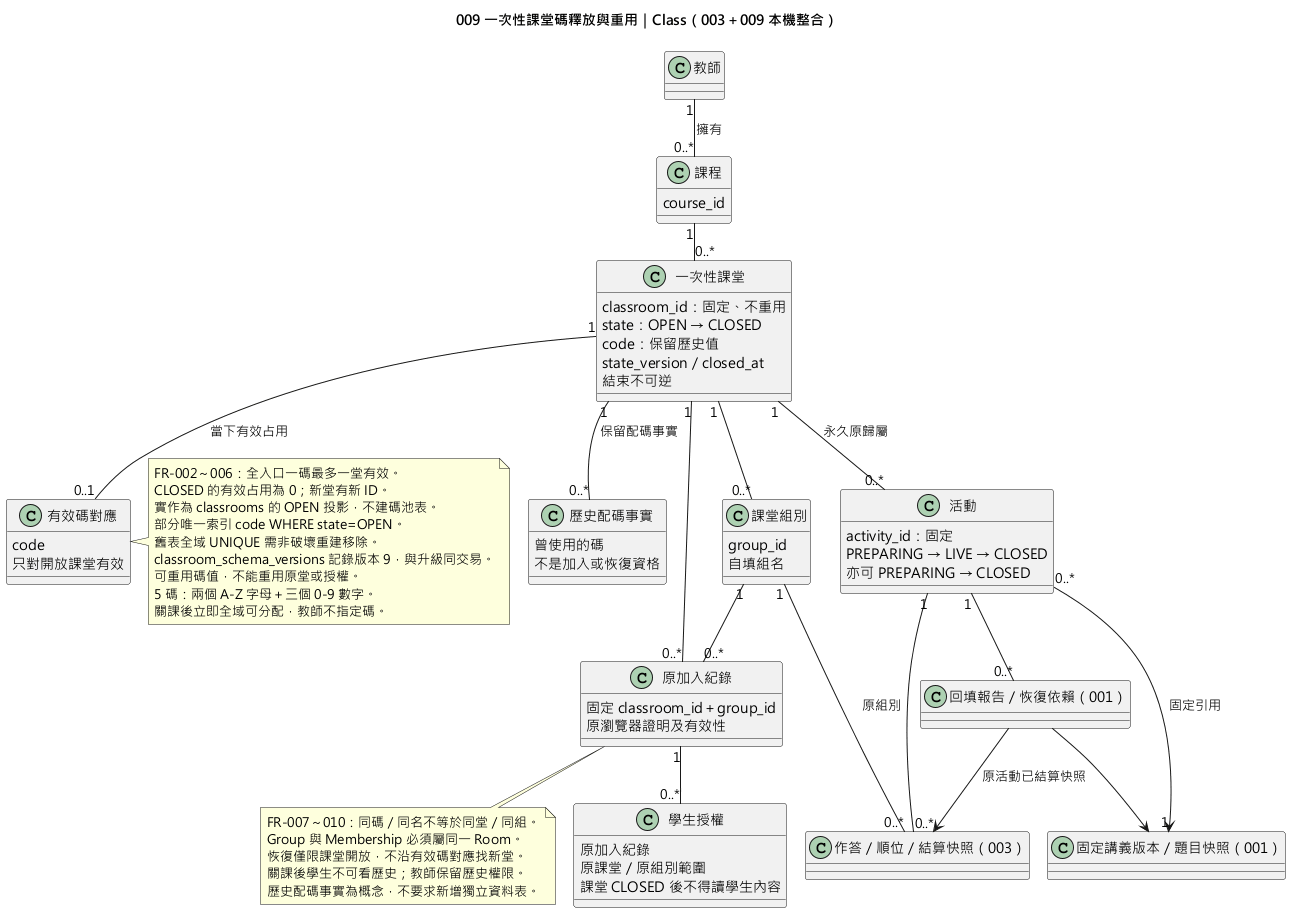 009 一次性課堂碼釋放與重用｜Class（003＋009 本機整合）
C 教師
1
擁有
0..*
C 課程
course_id
1
0..*
C 一次性課堂
classroom_id：固定、不重用
state：OPEN → CLOSED
code：保留歷史值
state_version / closed_at
結束不可逆
1
當下有效占用
0..1
1
保留配碼事實
0..*
1
0..*
1
0..*
1
永久原歸屬
0..*
C 有效碼對應
code
只對開放課堂有效
FR-002～006：全入口一碼最多一堂有效。
CLOSED 的有效占用為 0；新堂有新 ID。
實作為 classrooms 的 OPEN 投影，不建碼池表。
部分唯一索引 code WHERE state=OPEN。
舊表全域 UNIQUE 需非破壞重建移除。
classroom_schema_versions 記錄版本 9，與升級同交易。
可重用碼值，不能重用原堂或授權。
5 碼：兩個 A-Z 字母＋三個 0-9 數字。
關課後立即全域可分配，教師不指定碼。
C 歷史配碼事實
曾使用的碼
不是加入或恢復資格
C 課堂組別
group_id
自填組名
C 活動
activity_id：固定
PREPARING → LIVE → CLOSED
亦可 PREPARING → CLOSED
1
0..*
1
原組別
0..*
1
0..*
1
0..*
0..*
固定引用
1
C 原加入紀錄
固定 classroom_id＋group_id
原瀏覽器證明及有效性
C 回填報告／恢復依賴（001）
原活動已結算快照
1
0..*
FR-007～010：同碼／同名不等於同堂／同組。
Group 與 Membership 必須屬同一 Room。
恢復僅限課堂開放，不沿有效碼對應找新堂。
關課後學生不可看歷史；教師保留歷史權限。
歷史配碼事實為概念，不要求新增獨立資料表。
C 學生授權
原加入紀錄
原課堂／原組別範圍
課堂 CLOSED 後不得讀學生內容
C 作答／順位／結算快照（003）
C 固定講義版本／題目快照（001）